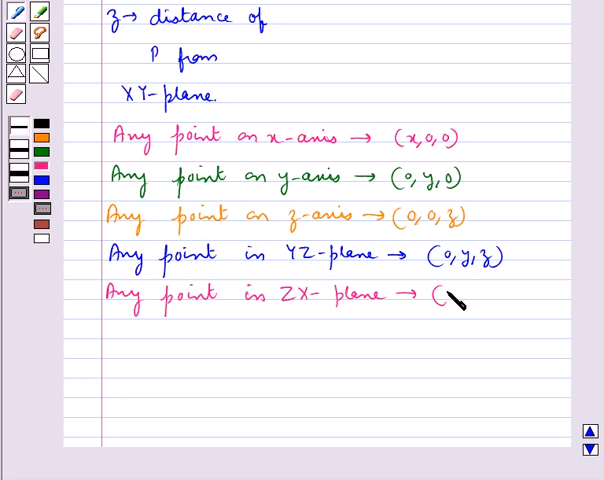 z→ distance of
P from
XY-plane.
Any point on x-axis → (x,0,0)
Any point on y-axis → (0,y,0)
Any point on z-axis → (0,0,z)
Any point in YZ-plane → (0,y,z)
Any point in ZX-plane → (